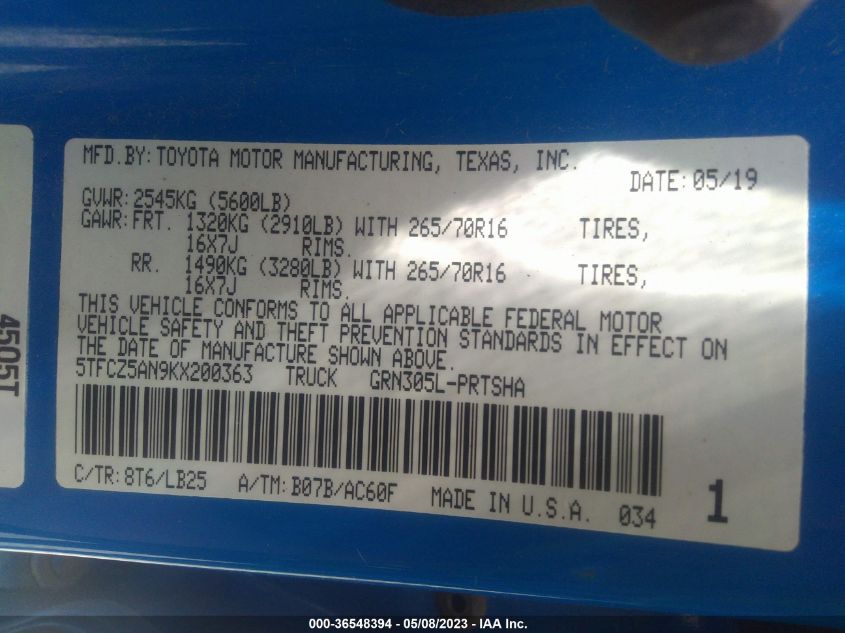 MFD.BY:TOYOTA MOTOR MANUFACTURING, TEXAS, INC.
DATE:05/19
GVWR:2545KG (5600LB)
GAWR:FRT. 1320KG (2910LB) WITH 265/70R16 TIRES,
16X7J RIMS.
RR. 1490KG (3280LB) WITH 265/70R16 TIRES,
16X7J RIMS.
THIS VEHICLE CONFORMS TO ALL APPLICABLE FEDERAL MOTOR
VEHICLE SAFETY AND THEFT PREVENTION STANDARDS IN EFFECT ON
THE DATE OF MANUFACTURE SHOWN ABOVE.
5TFCZ5AN9KX200363 TRUCK GRN305L-PRTSHA
C/TR:8T6/LB25 A/TM:B07B/AC60F MADE IN U.S.A. 034 1
4505T
000-36548394 - 05/08/2023 - IAA Inc.